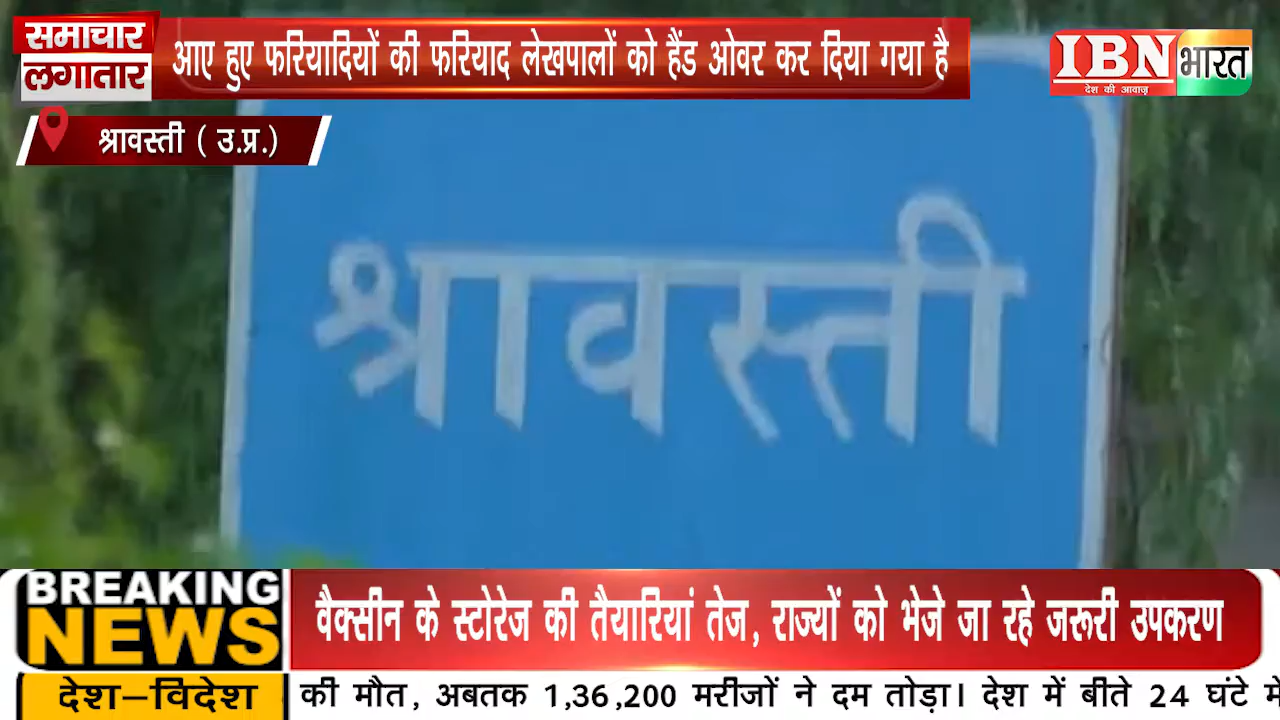 समाचार
लगातार
आए हुए फरियादियों की फरियाद लेखपालों को हैंड ओवर कर दिया गया है
IBN भारत
देश की आवाज़
श्रावस्ती ( उ.प्र.)
श्रावस्ती
BREAKING
NEWS
वैक्सीन के स्टोरेज की तैयारियां तेज, राज्यों को भेजे जा रहे जरूरी उपकरण
देश-विदेश
की मौत, अबतक 1,36,200 मरीजों ने दम तोड़ा। देश में बीते 24 घंटे में